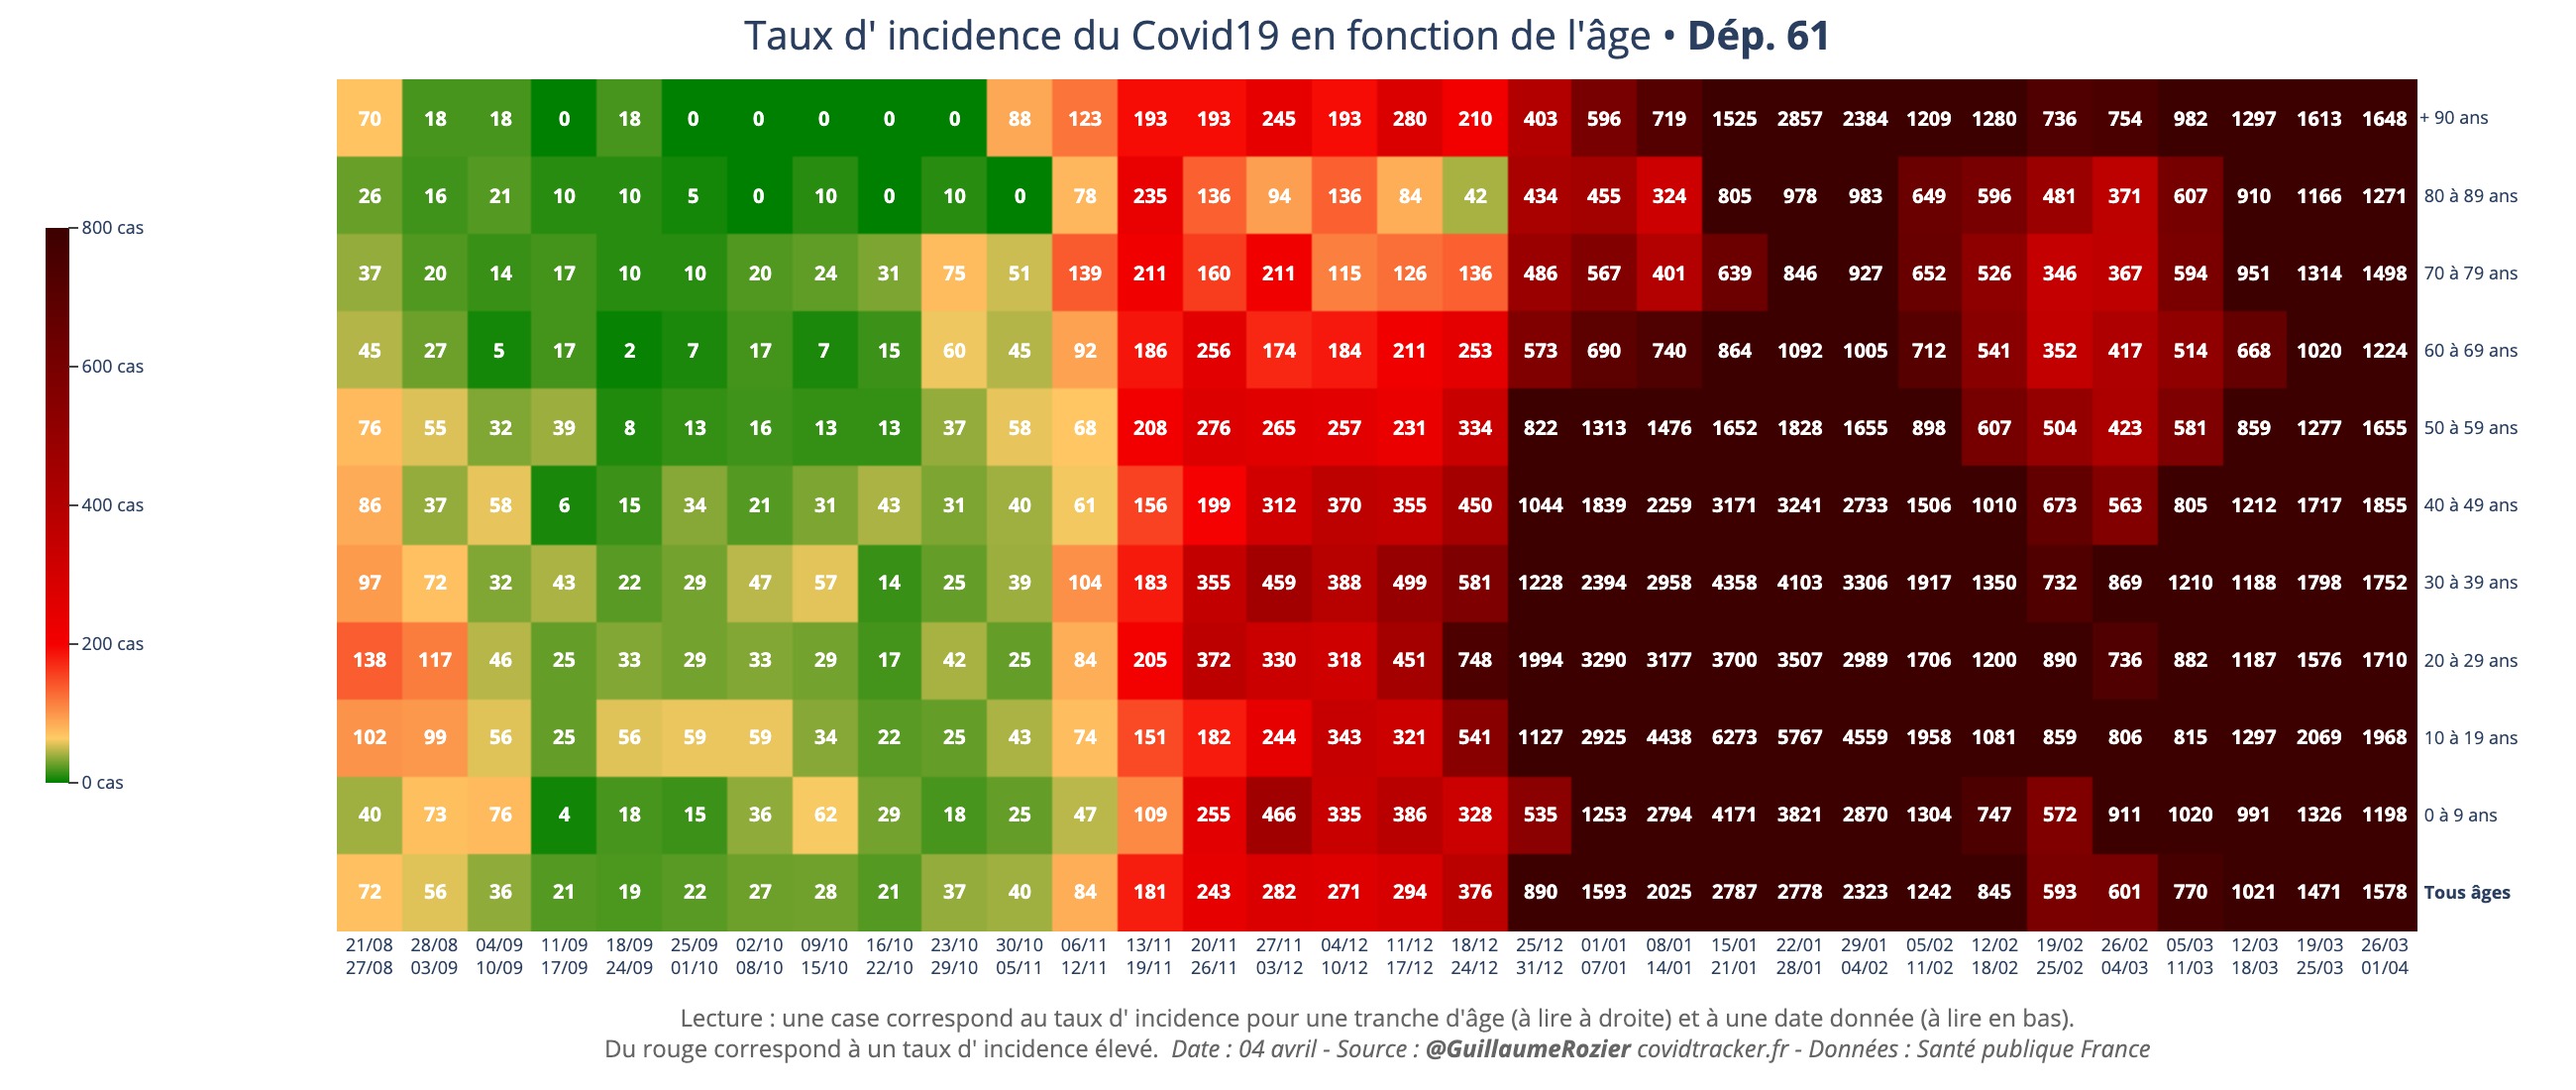 Taux d' incidence du Covid19 en fonction de l'âge • Dép. 61
70 18 18 0 18 0 0 0 0 0 88 123 193 193 245 193 280 210 403 596 719 1525 2857 2384 1209 1280 736 754 982 1297 1613 1648 + 90 ans
26 16 21 10 10 5 0 10 0 10 0 78 235 136 94 136 84 42 434 455 324 805 978 983 649 596 481 371 607 910 1166 1271 80 à 89 ans
800 cas
37 20 14 17 10 10 20 24 31 75 51 139 211 160 211 115 126 136 486 567 401 639 846 927 652 526 346 367 594 951 1314 1498 70 à 79 ans
45 27 5 17 2 7 17 7 15 60 45 92 186 256 174 184 211 253 573 690 740 864 1092 1005 712 541 352 417 514 668 1020 1224 60 à 69 ans
600 cas
76 55 32 39 8 13 16 13 13 37 58 68 208 276 265 257 231 334 822 1313 1476 1652 1828 1655 898 607 504 423 581 859 1277 1655 50 à 59 ans
86 37 58 6 15 34 21 31 43 31 40 61 156 199 312 370 355 450 1044 1839 2259 3171 3241 2733 1506 1010 673 563 805 1212 1717 1855 40 à 49 ans
400 cas
97 72 32 43 22 29 47 57 14 25 39 104 183 355 459 388 499 581 1228 2394 2958 4358 4103 3306 1917 1350 732 869 1210 1188 1798 1752 30 à 39 ans
200 cas
138 117 46 25 33 29 33 29 17 42 25 84 205 372 330 318 451 748 1994 3290 3177 3700 3507 2989 1706 1200 890 736 882 1187 1576 1710 20 à 29 ans
102 99 56 25 56 59 59 34 22 25 43 74 151 182 244 343 321 541 1127 2925 4438 6273 5767 4559 1958 1081 859 806 815 1297 2069 1968 10 à 19 ans
0 cas
40 73 76 4 18 15 36 62 29 18 25 47 109 255 466 335 386 328 535 1253 2794 4171 3821 2870 1304 747 572 911 1020 991 1326 1198 0 à 9 ans
72 56 36 21 19 22 27 28 21 37 40 84 181 243 282 271 294 376 890 1593 2025 2787 2778 2323 1242 845 593 601 770 1021 1471 1578 Tous âges
21/08 28/08 04/09 11/09 18/09 25/09 02/10 09/10 16/10 23/10 30/10 06/11 13/11 20/11 27/11 04/12 11/12 18/12 25/12 01/01 08/01 15/01 22/01 29/01 05/02 12/02 19/02 26/02 05/03 12/03 19/03 26/03
27/08 03/09 10/09 17/09 24/09 01/10 08/10 15/10 22/10 29/10 05/11 12/11 19/11 26/11 03/12 10/12 17/12 24/12 31/12 07/01 14/01 21/01 28/01 04/02 11/02 18/02 25/02 04/03 11/03 18/03 25/03 01/04
Lecture : une case correspond au taux d' incidence pour une tranche d'âge (à lire à droite) et à une date donnée (à lire en bas).
Du rouge correspond à un taux d' incidence élevé. Date : 04 avril - Source : @GuillaumeRozier covidtracker.fr - Données : Santé publique France